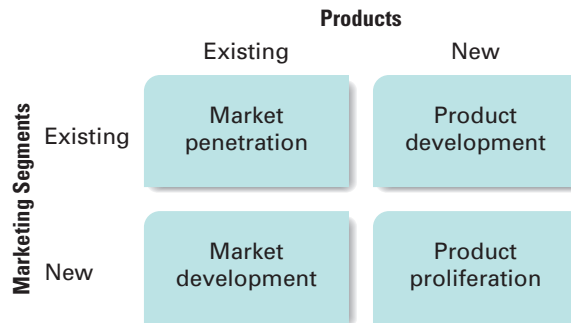 Products
Existing New
Marketing Segments
Existing
Market
penetration
Product
development
New
Market
development
Product
proliferation